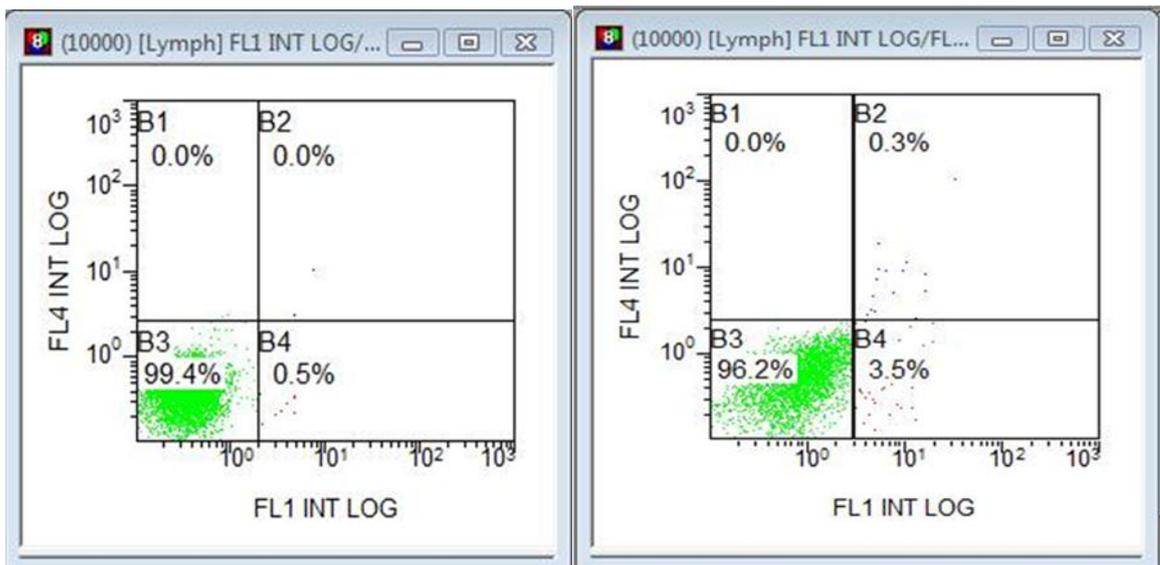 (10000) [Lymph] FL1 INT LOG/...
B1
0.0%
B2
0.0%
B3
99.4%
B4
0.5%
10³
10²
10¹
10⁰
FL4 INT LOG
10⁰ 10¹ 10² 10³
FL1 INT LOG
(10000) [Lymph] FL1 INT LOG/FL...
B1
0.0%
B2
0.3%
B3
96.2%
B4
3.5%
10³
10²
10¹
10⁰
FL4 INT LOG
10⁰ 10¹ 10² 10³
FL1 INT LOG